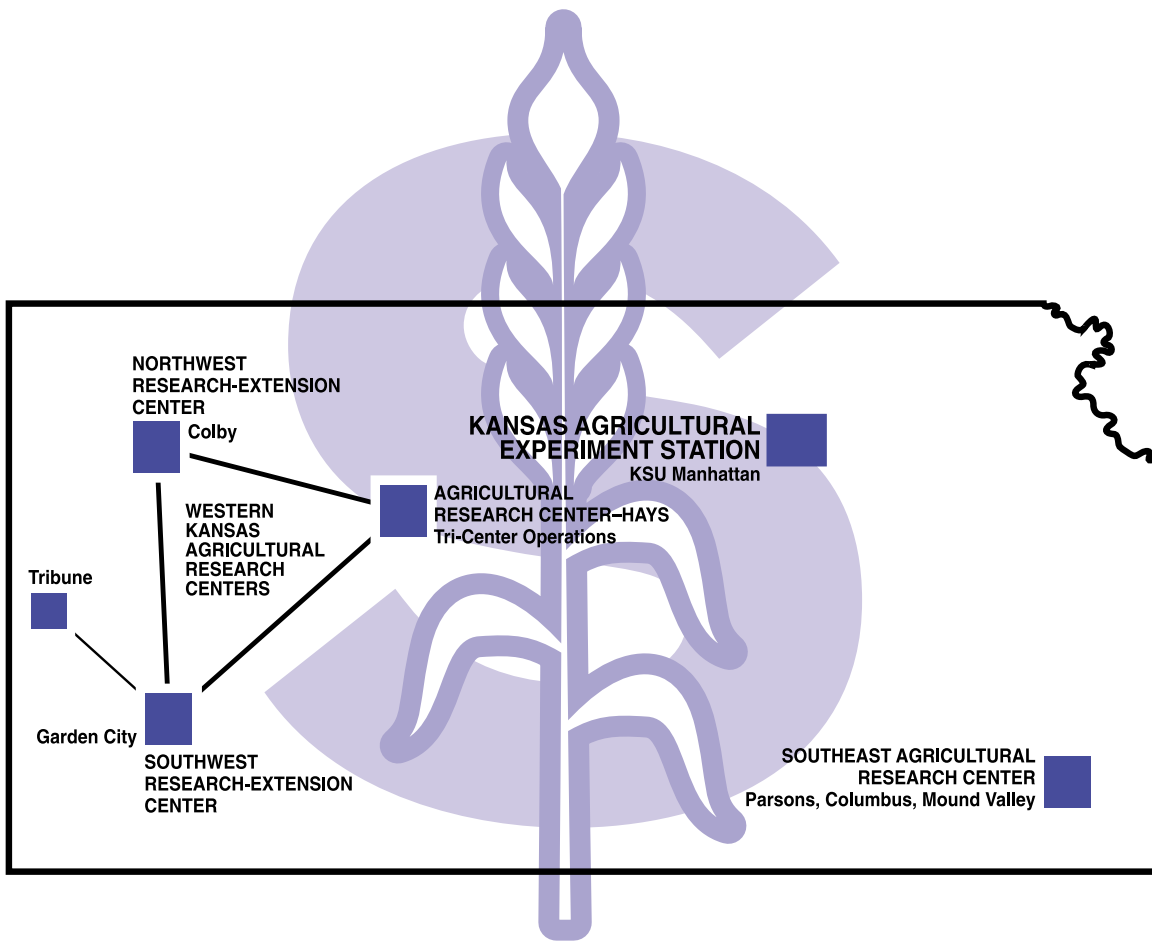 NORTHWEST
RESEARCH-EXTENSION
CENTER
Colby
KANSAS AGRICULTURAL
EXPERIMENT STATION
KSU Manhattan
AGRICULTURAL
RESEARCH CENTER–HAYS
Tri-Center Operations
WESTERN
KANSAS
AGRICULTURAL
RESEARCH
CENTERS
Tribune
Garden City
SOUTHWEST
RESEARCH-EXTENSION
CENTER
SOUTHEAST AGRICULTURAL
RESEARCH CENTER
Parsons, Columbus, Mound Valley